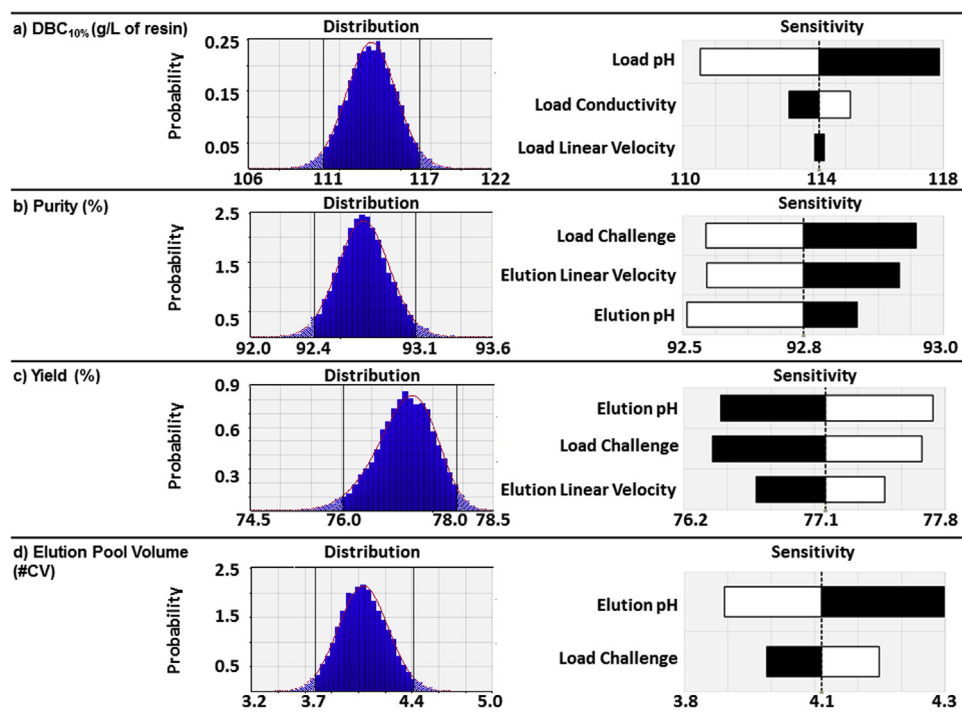 a) DBC10% (g/L of resin)
Distribution
Sensitivity
Probability
0.25
0.15
0.05
106 111 117 122
Load pH
Load Conductivity
Load Linear Velocity
110 114 118
b) Purity (%)
Distribution
Sensitivity
Probability
2.5
1.5
0.5
92.0 92.4 93.1 93.6
Load Challenge
Elution Linear Velocity
Elution pH
92.5 92.8 93.0
c) Yield (%)
Distribution
Sensitivity
Probability
0.9
0.6
0.3
74.5 76.0 78.0 78.5
Elution pH
Load Challenge
Elution Linear Velocity
76.2 77.1 77.8
d) Elution Pool Volume
(#CV)
Distribution
Sensitivity
Probability
2.5
1.5
0.5
3.2 3.7 4.4 5.0
Elution pH
Load Challenge
3.8 4.1 4.3